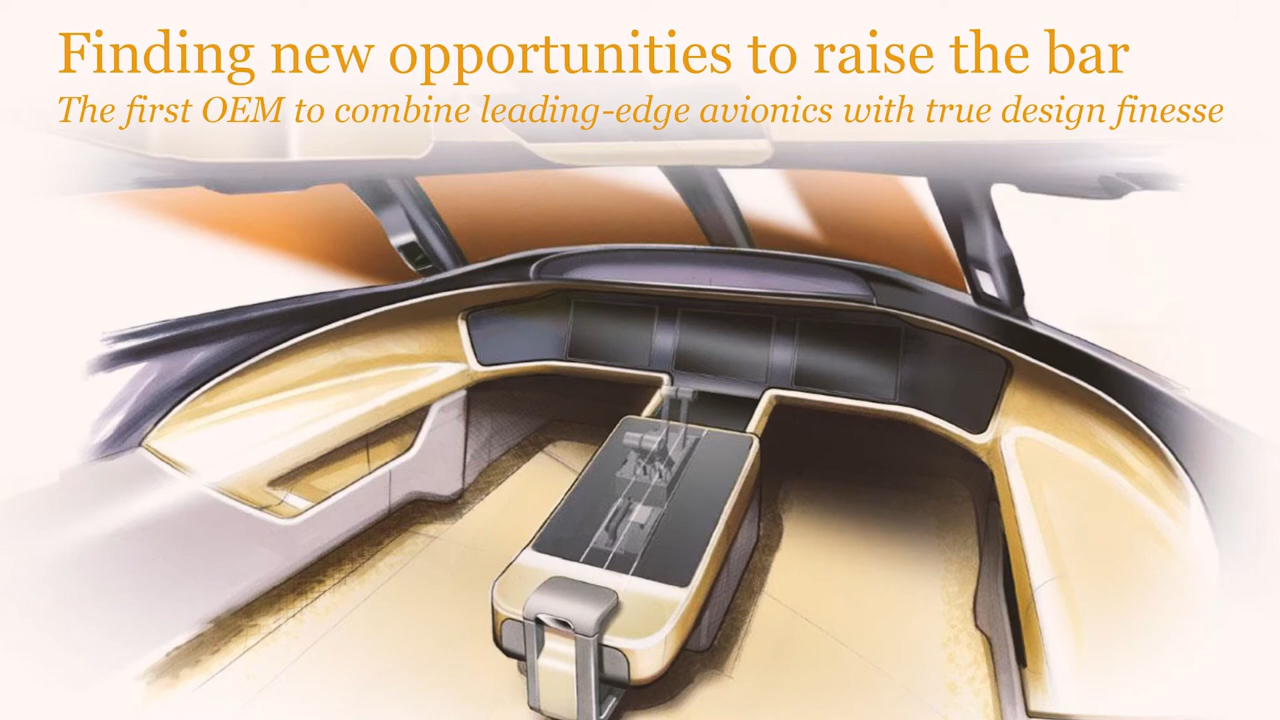 Finding new opportunities to raise the bar
The first OEM to combine leading-edge avionics with true design finesse